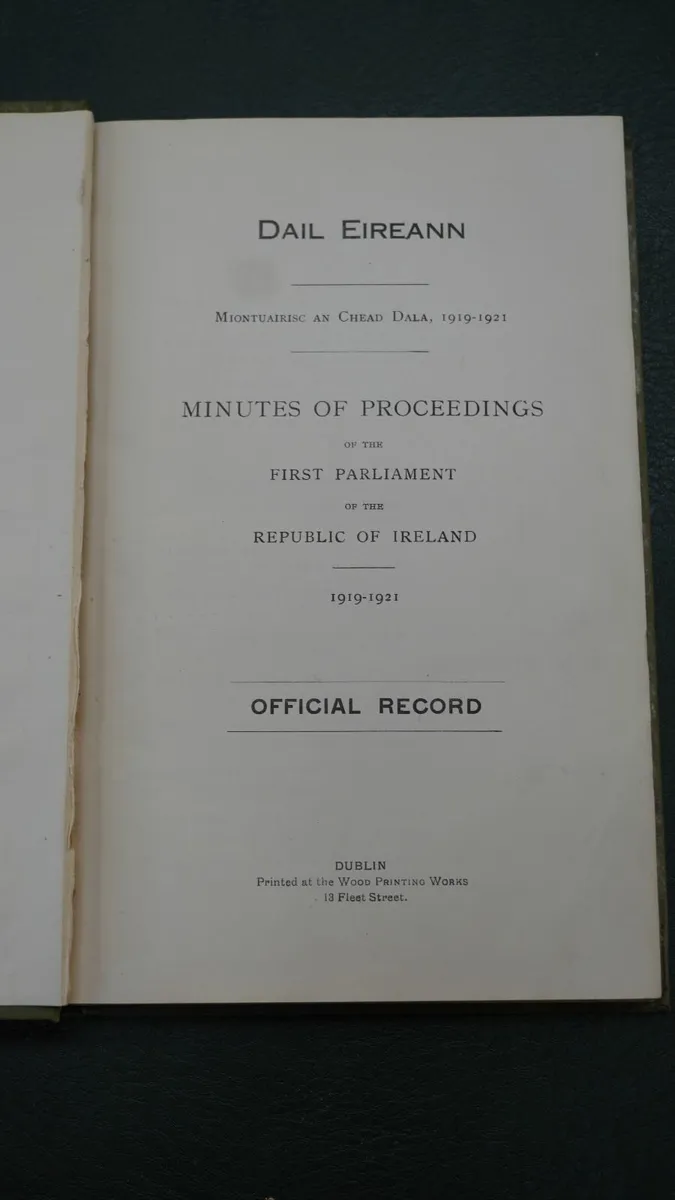 DAIL EIREANN
MIONTUAIRISC AN CHEAD DALA, 1919-1921
MINUTES OF PROCEEDINGS
OF THE
FIRST PARLIAMENT
OF THE
REPUBLIC OF IRELAND
1919-1921
OFFICIAL RECORD
DUBLIN
Printed at the WOOD PRINTING WORKS
13 Fleet Street.